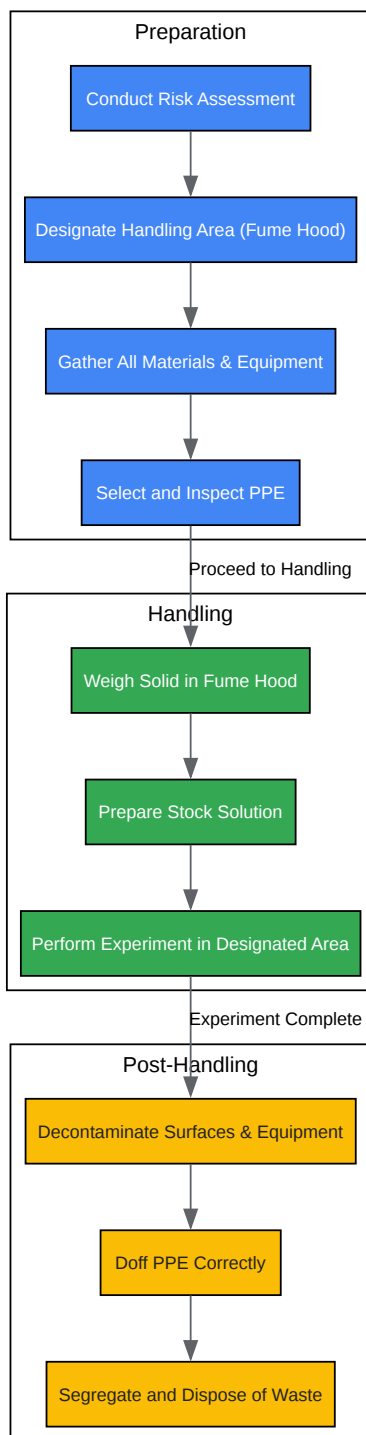 Preparation
Conduct Risk Assessment
Designate Handling Area (Fume Hood)
Gather All Materials & Equipment
Select and Inspect PPE
Proceed to Handling
Handling
Weigh Solid in Fume Hood
Prepare Stock Solution
Perform Experiment in Designated Area
Experiment Complete
Post-Handling
Decontaminate Surfaces & Equipment
Doff PPE Correctly
Segregate and Dispose of Waste